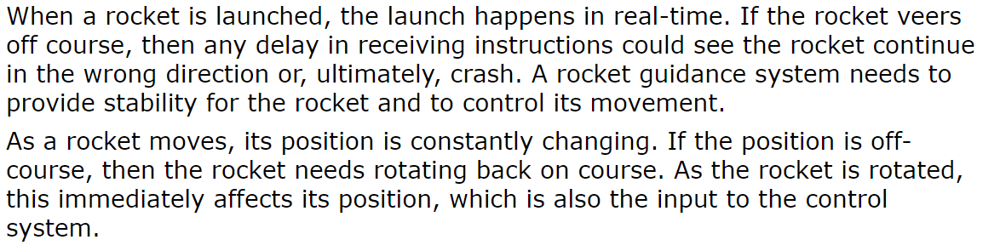 When a rocket is launched, the launch happens in real-time. If the rocket veers
off course, then any delay in receiving instructions could see the rocket continue
in the wrong direction or, ultimately, crash. A rocket guidance system needs to
provide stability for the rocket and to control its movement.
As a rocket moves, its position is constantly changing. If the position is off-
course, then the rocket needs rotating back on course. As the rocket is rotated,
this immediately affects its position, which is also the input to the control
system.